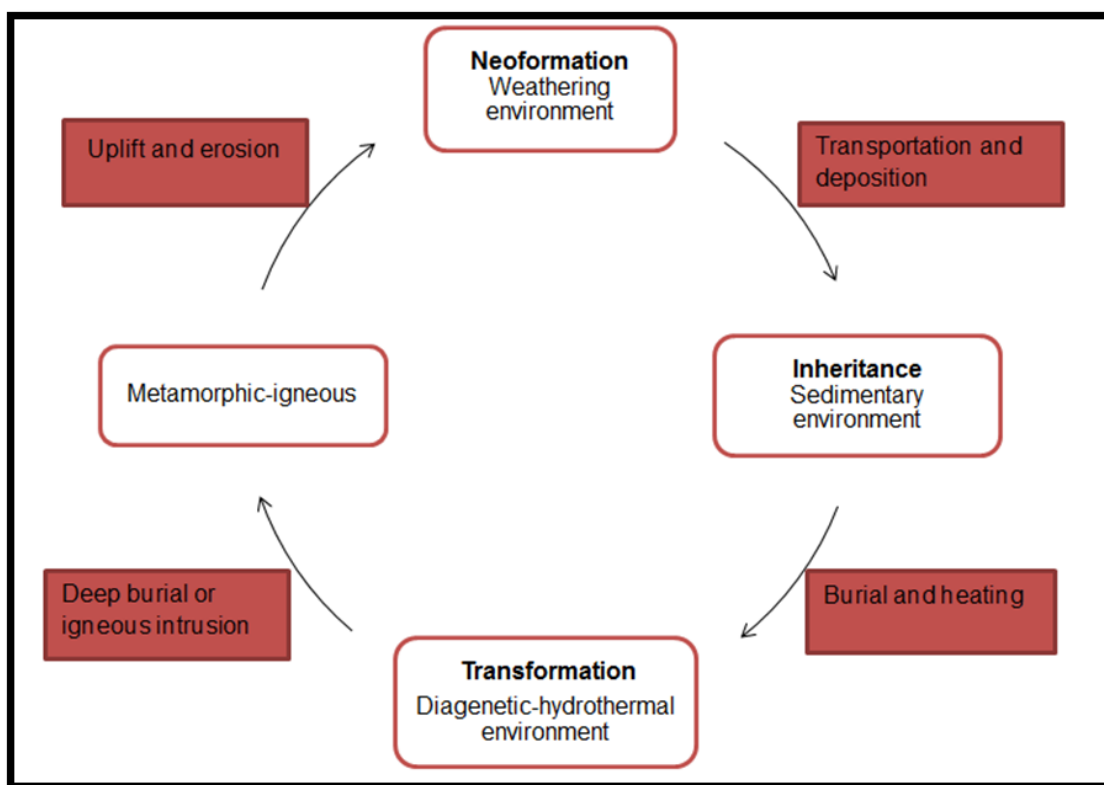 Neoformation
Weathering
environment
Uplift and erosion
Transportation and
deposition
Metamorphic-igneous
Inheritance
Sedimentary
environment
Deep burial or
igneous intrusion
Burial and heating
Transformation
Diagenetic-hydrothermal
environment